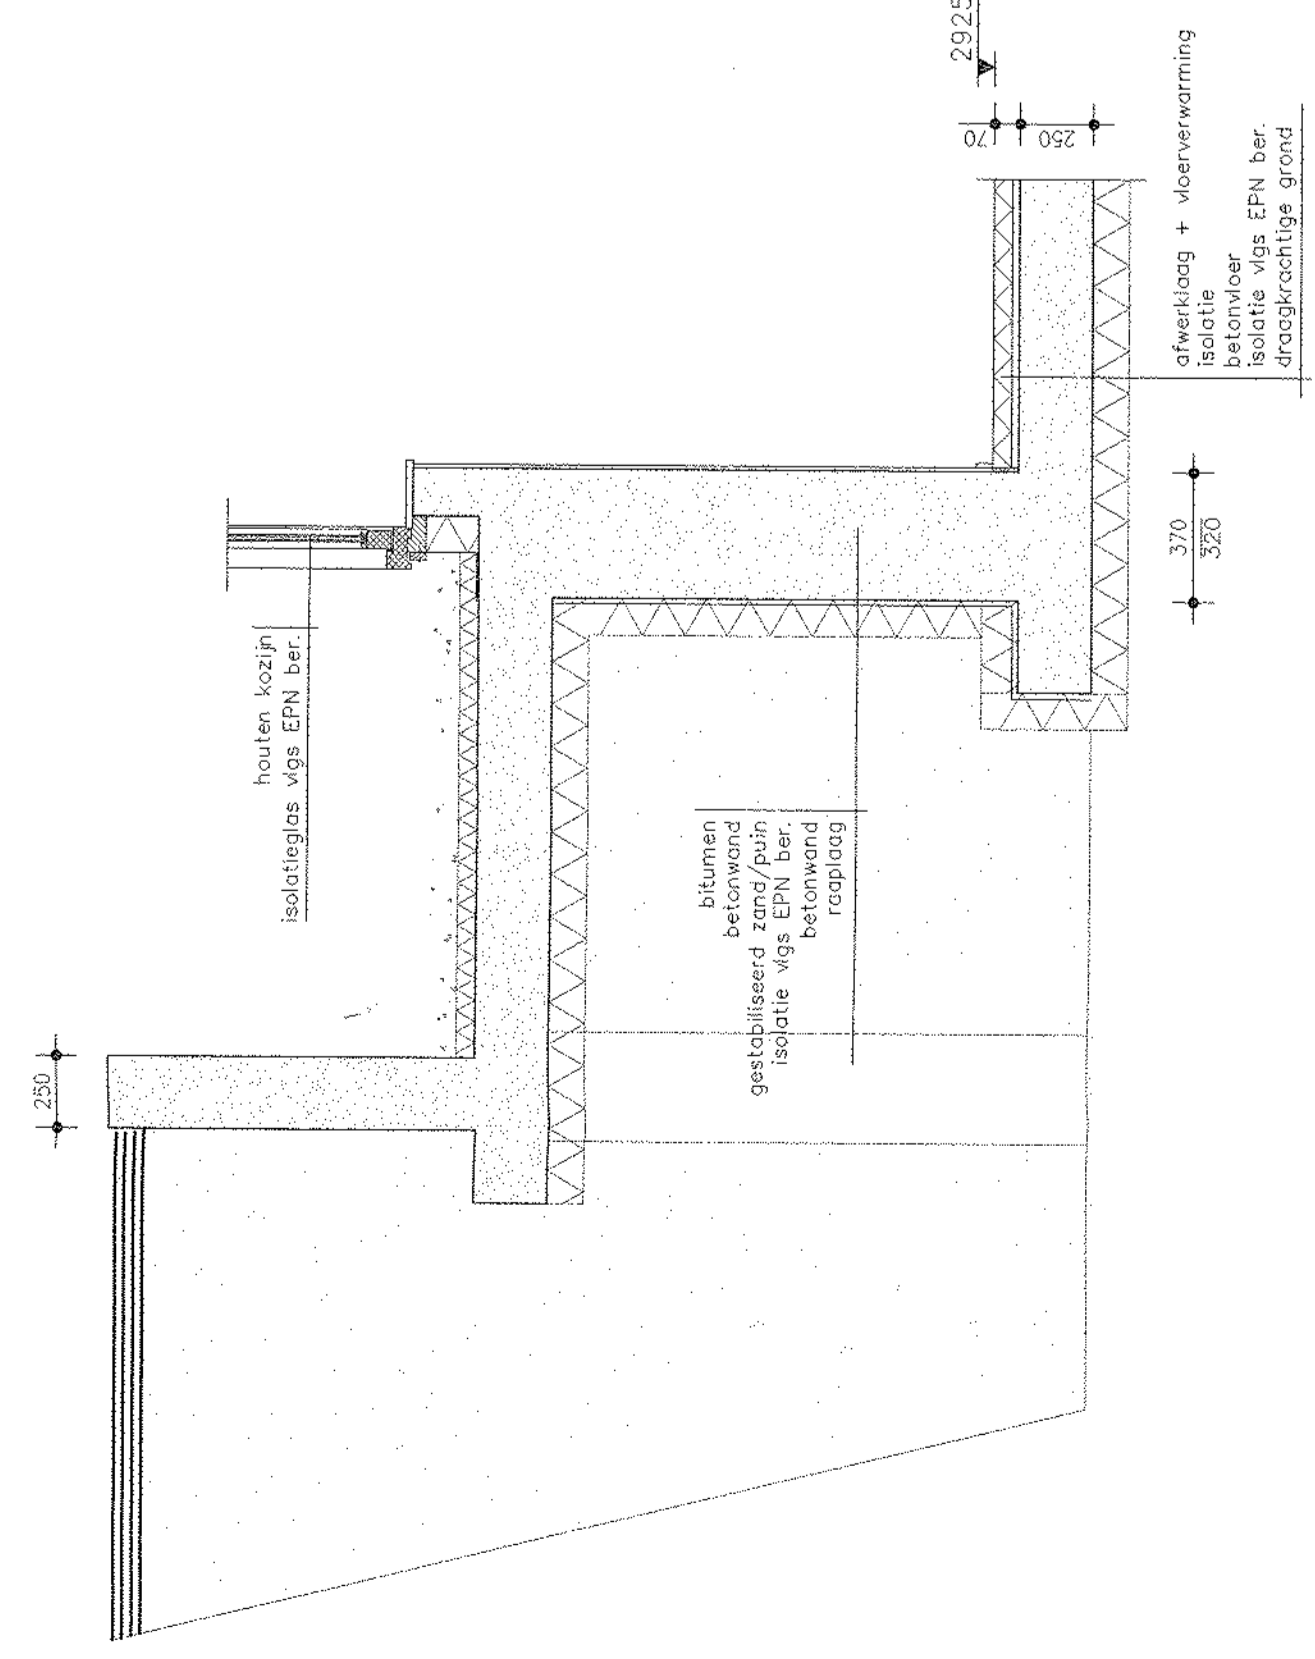 houten kozijn
isolatieglas vlgs EPN ber.
250
bitumen
betonwand
gestabiliseerd zand/puin
isolatie vlgs EPN ber.
betonwand
raaplaag
2925
70
250
afwerklaag + vloerverwarming
isolatie
betonvloer
isolatie vlgs EPN ber.
draagkrachtige grond
370
320